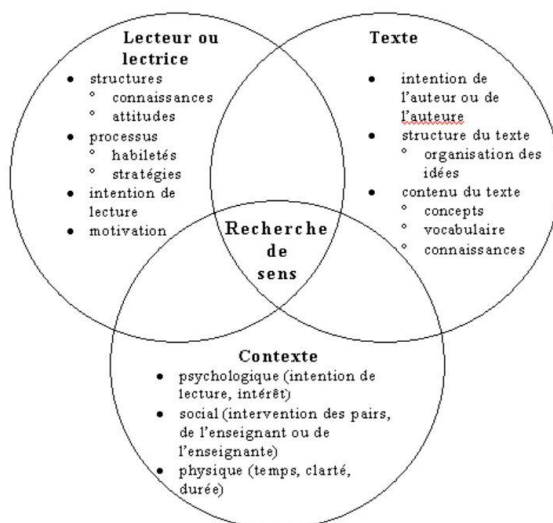 Lecteur ou
lectrice
• structures
° connaissances
° attitudes
• processus
° habiletés
° stratégies
• intention de
lecture
• motivation
Texte
• intention de
l'auteur ou de
l'auteure
• structure du texte
° organisation des
idées
• contenu du texte
° concepts
° vocabulaire
° connaissances
Recherche
de
sens
Contexte
• psychologique (intention de
lecture, intérêt)
• social (intervention des pairs,
de l'enseignant ou de
l'enseignante)
• physique (temps, clarté,
durée)